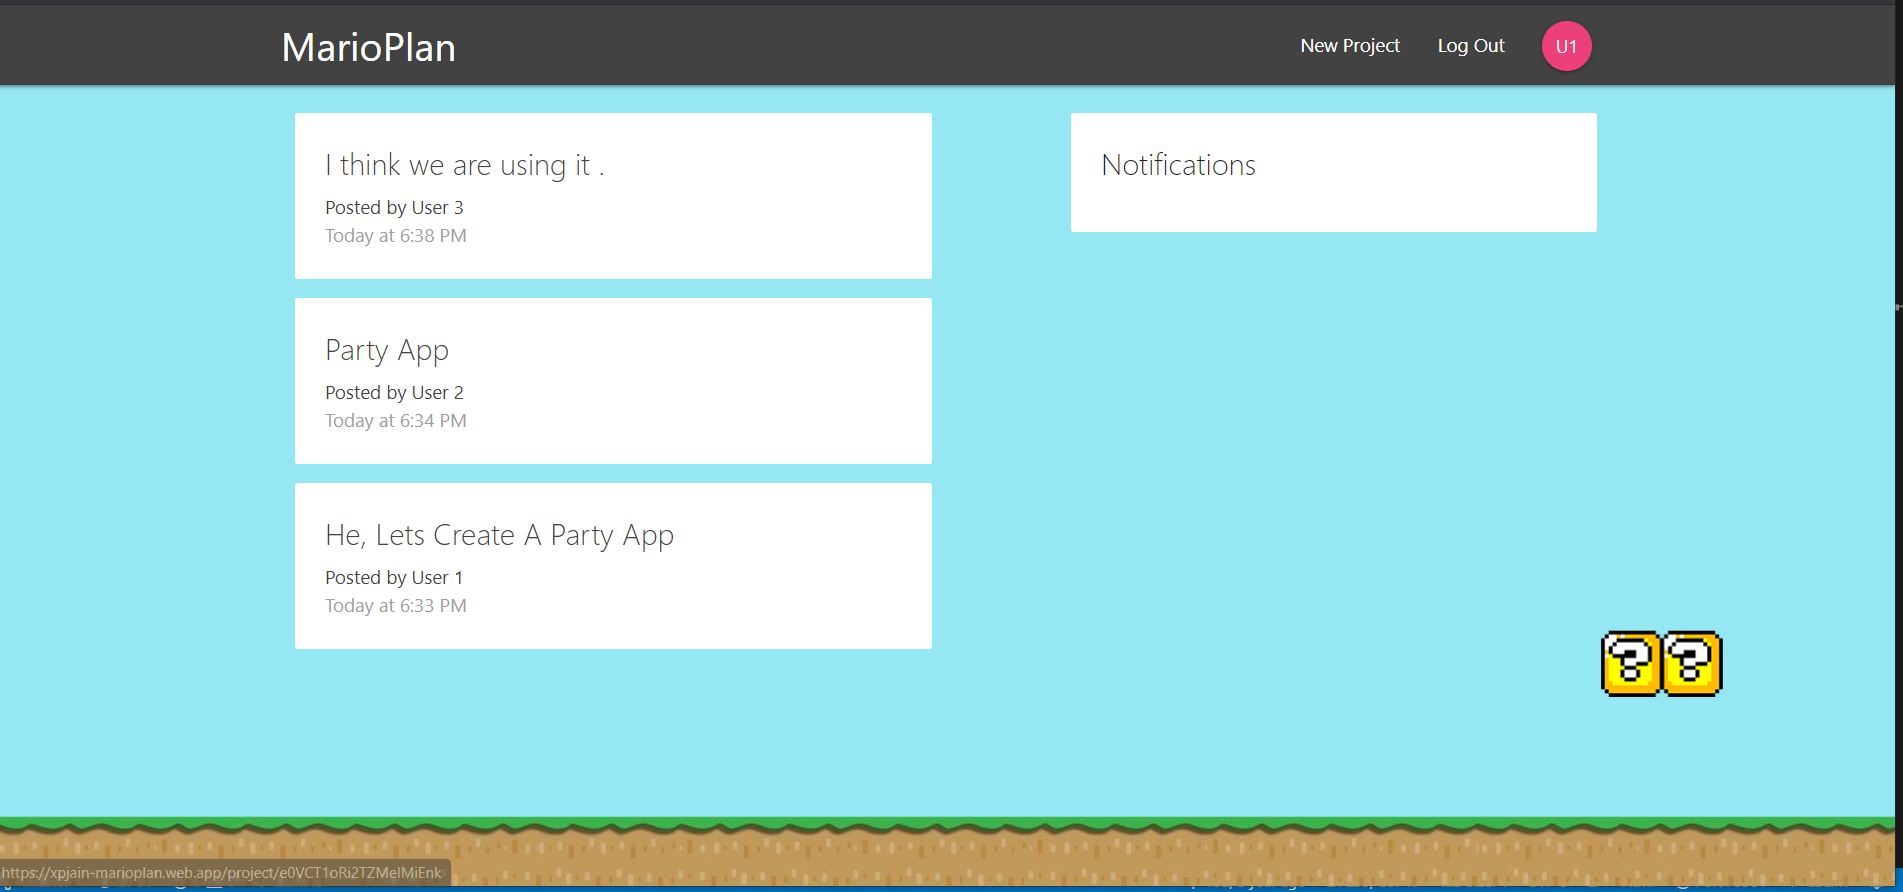 MarioPlan
New Project
Log Out
U1
I think we are using it .
Posted by User 3
Today at 6:38 PM
Party App
Posted by User 2
Today at 6:34 PM
He, Lets Create A Party App
Posted by User 1
Today at 6:33 PM
Notifications
? ?
https://xpjain-marioplan.web.app/project/e0VCT1oRi2TZMelMiEnk